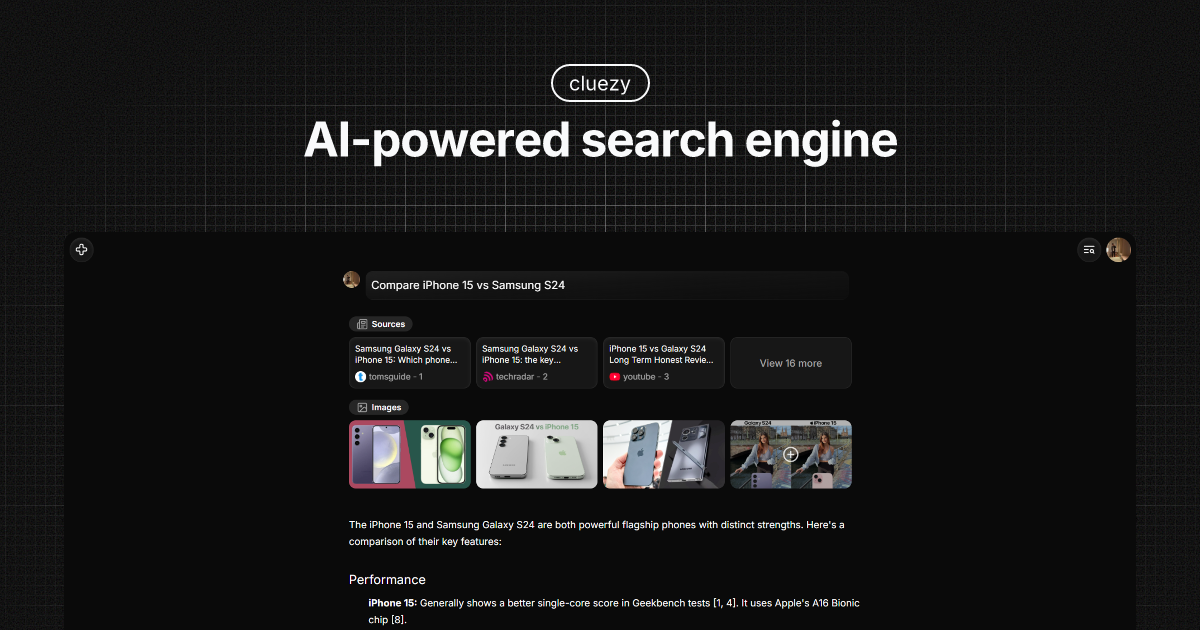 cluezy
AI-powered search engine
Compare iPhone 15 vs Samsung S24
Sources
Samsung Galaxy S24 vs
iPhone 15: Which phone...
tomsguide - 1
Samsung Galaxy S24 vs
iPhone 15: the key...
techradar - 2
iPhone 15 vs Galaxy S24
Long Term Honest Revie...
youtube - 3
View 16 more
Images
Galaxy S24 vs iPhone 15
Galaxy S24
iPhone 15
The iPhone 15 and Samsung Galaxy S24 are both powerful flagship phones with distinct strengths. Here's a
comparison of their key features:
Performance
iPhone 15: Generally shows a better single-core score in Geekbench tests [1, 4]. It uses Apple's A16 Bionic
chip [8].